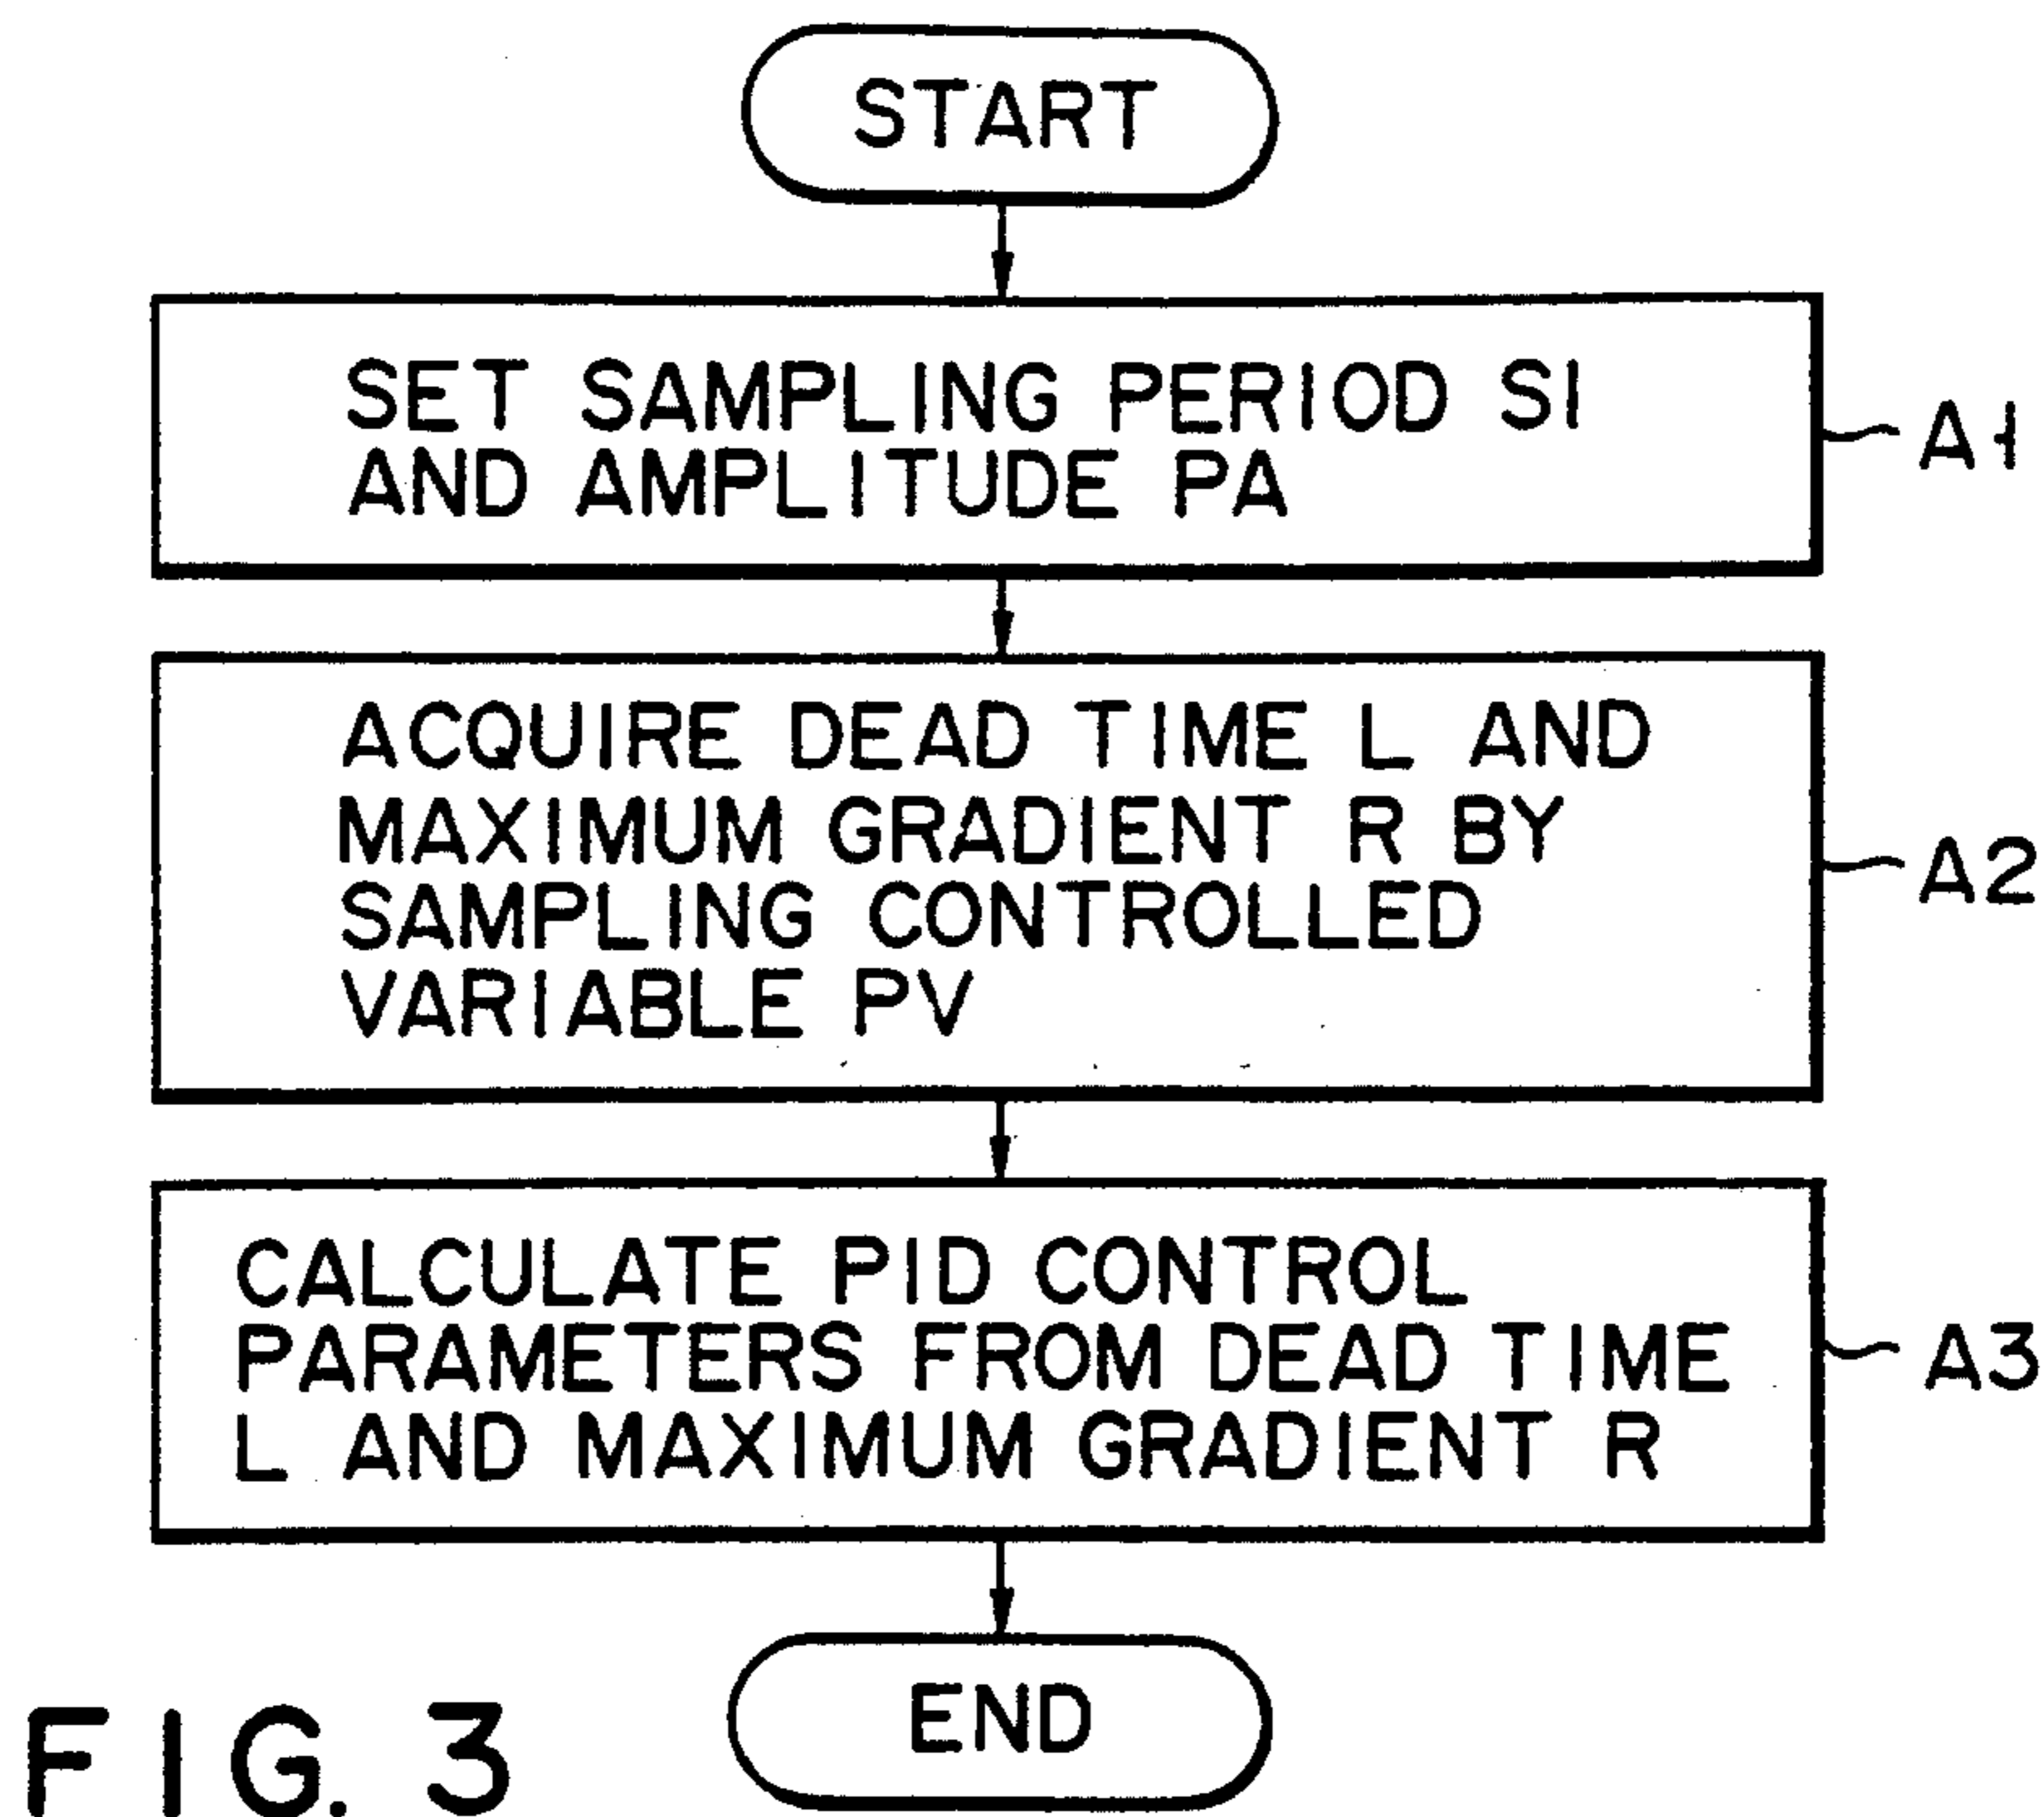 START
SET SAMPLING PERIOD SI
AND AMPLITUDE PA
A1
ACQUIRE DEAD TIME L AND
MAXIMUM GRADIENT R BY
SAMPLING CONTROLLED
VARIABLE PV
A2
CALCULATE PID CONTROL
PARAMETERS FROM DEAD TIME
L AND MAXIMUM GRADIENT R
A3
END
FIG. 3